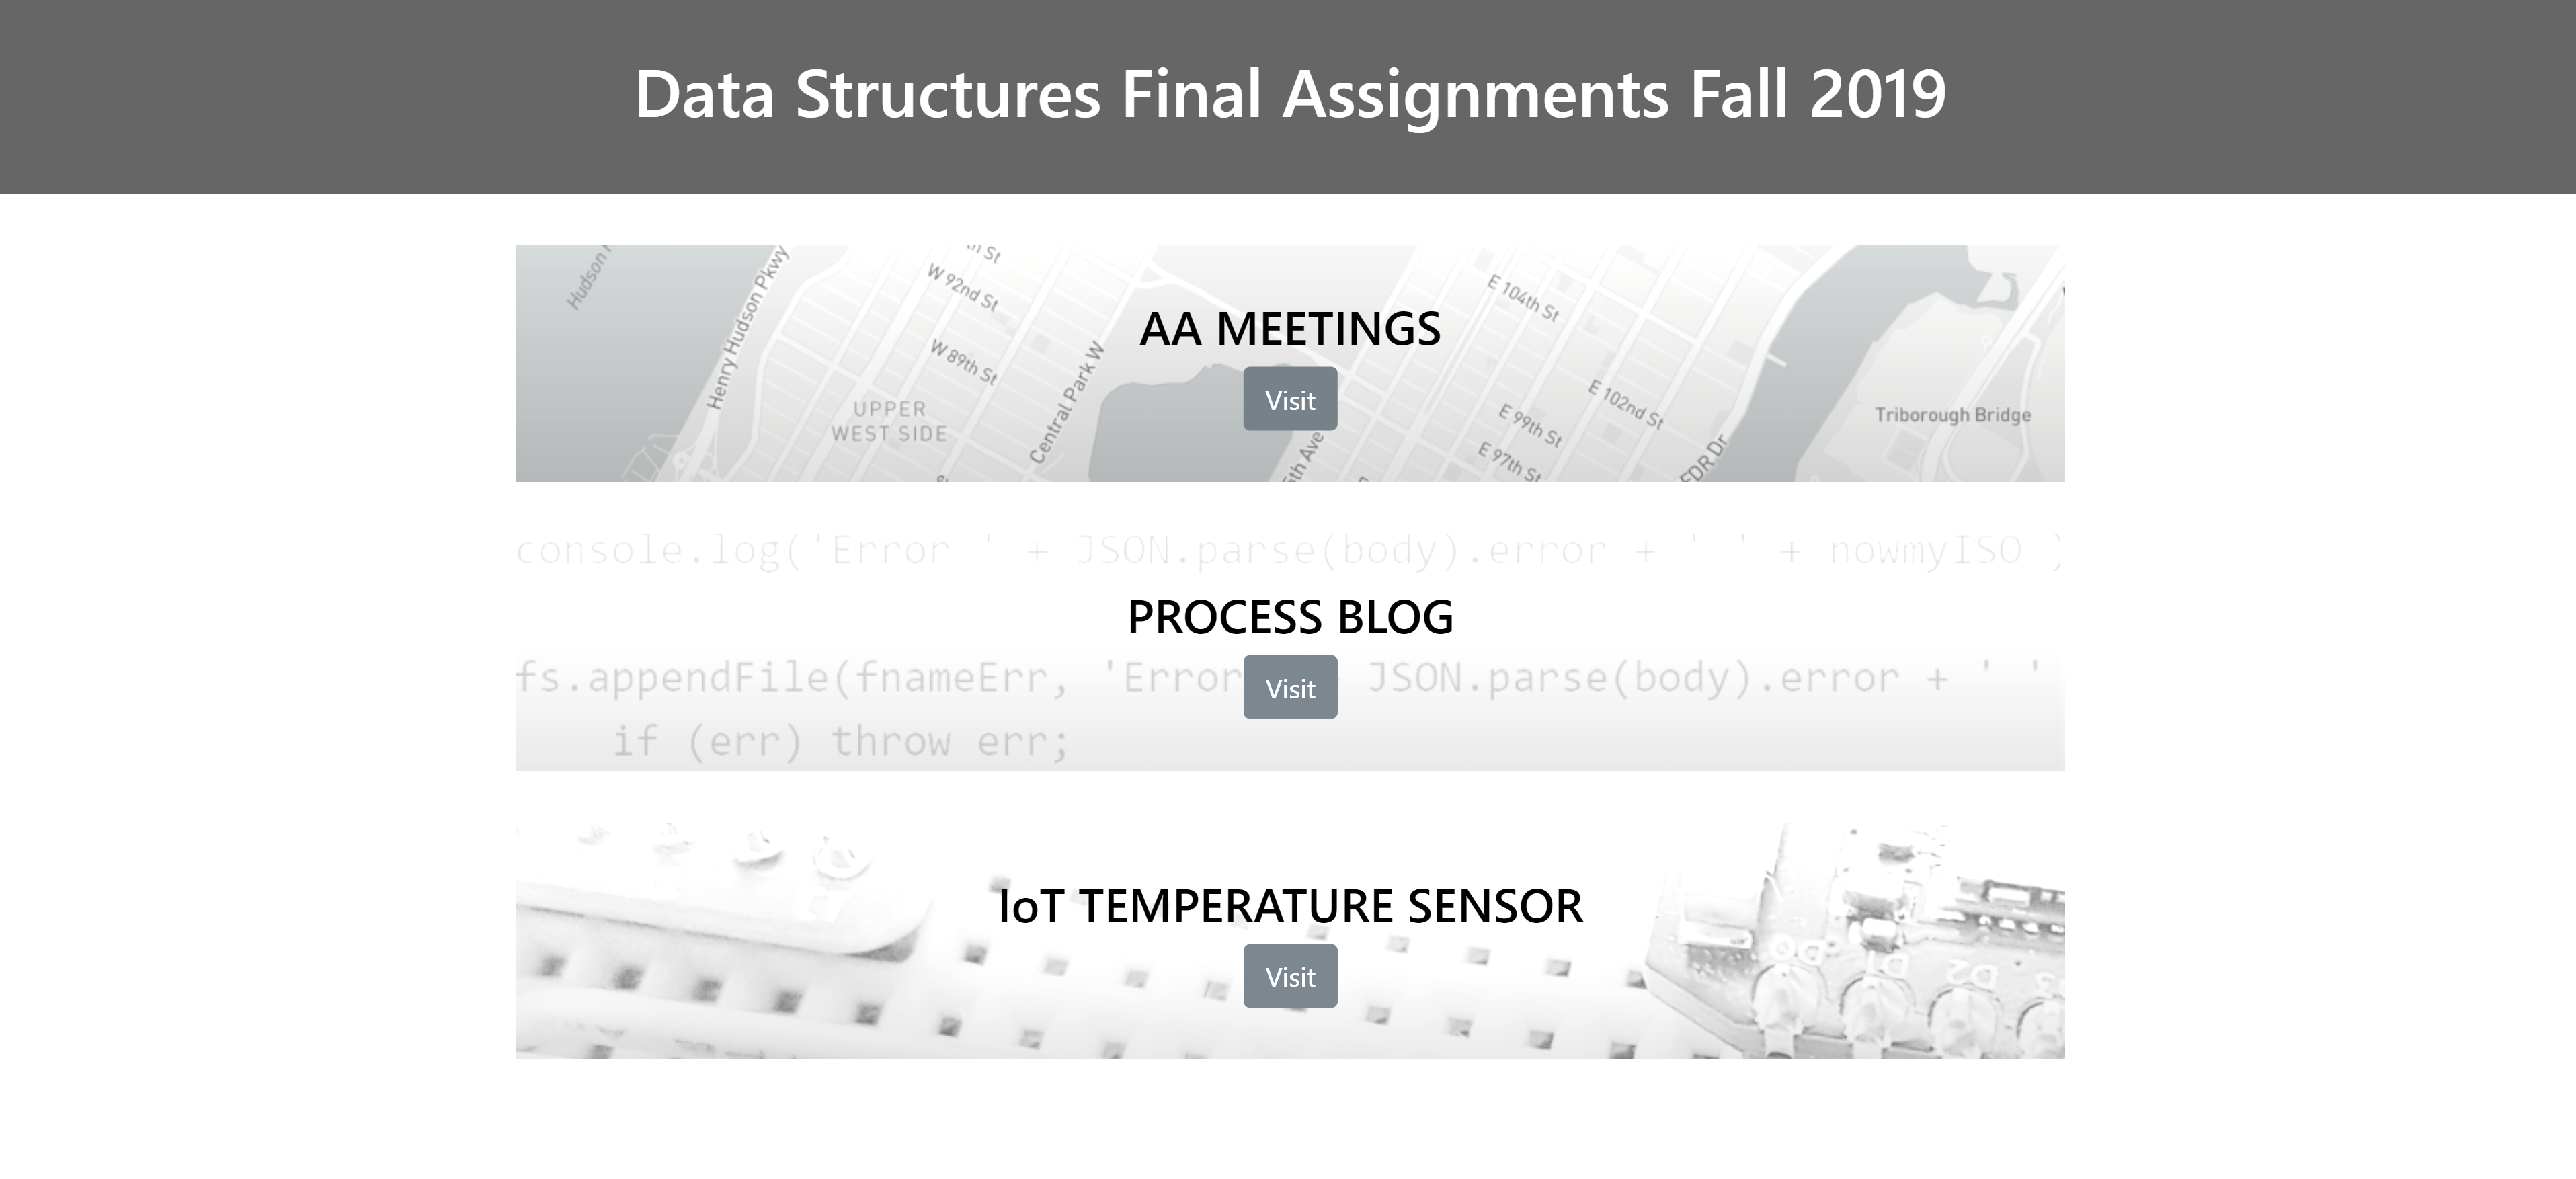 Data Structures Final Assignments Fall 2019
Hudson
Henry Hudson Pkwy
St
W 92nd St
W 89th St
UPPER
WEST SIDE
Central Park W
AA MEETINGS
Visit
5th Ave
E 104th St
E 102nd St
E 99th St
E 97th St
FDR Dr
Triborough Bridge
console.log('Error ' + JSON.parse(body).error + ' ' + nowmyISO )
PROCESS BLOG
fs.appendFile(fnameErr, 'Error JSON.parse(body).error + ' '
Visit
if (err) throw err;
IoT TEMPERATURE SENSOR
Visit
D0
D1
D2